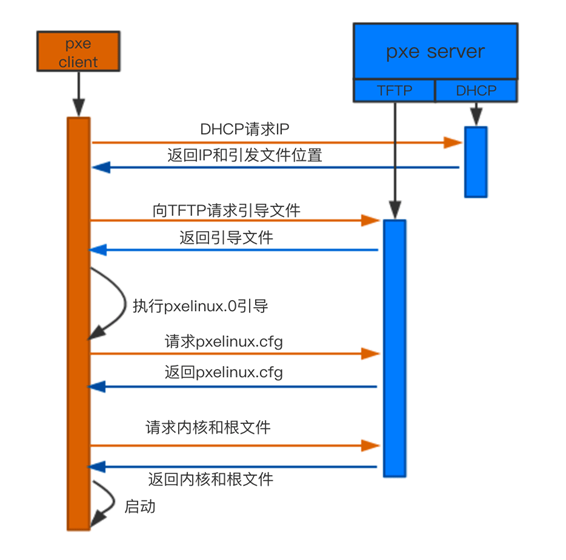 pxe
client
pxe server
TFTP
DHCP
DHCP请求IP
返回IP和引发文件位置
向TFTP请求引导文件
返回引导文件
执行pxelinux.0引导
请求pxelinux.cfg
返回pxelinux.cfg
请求内核和根文件
返回内核和根文件
启动